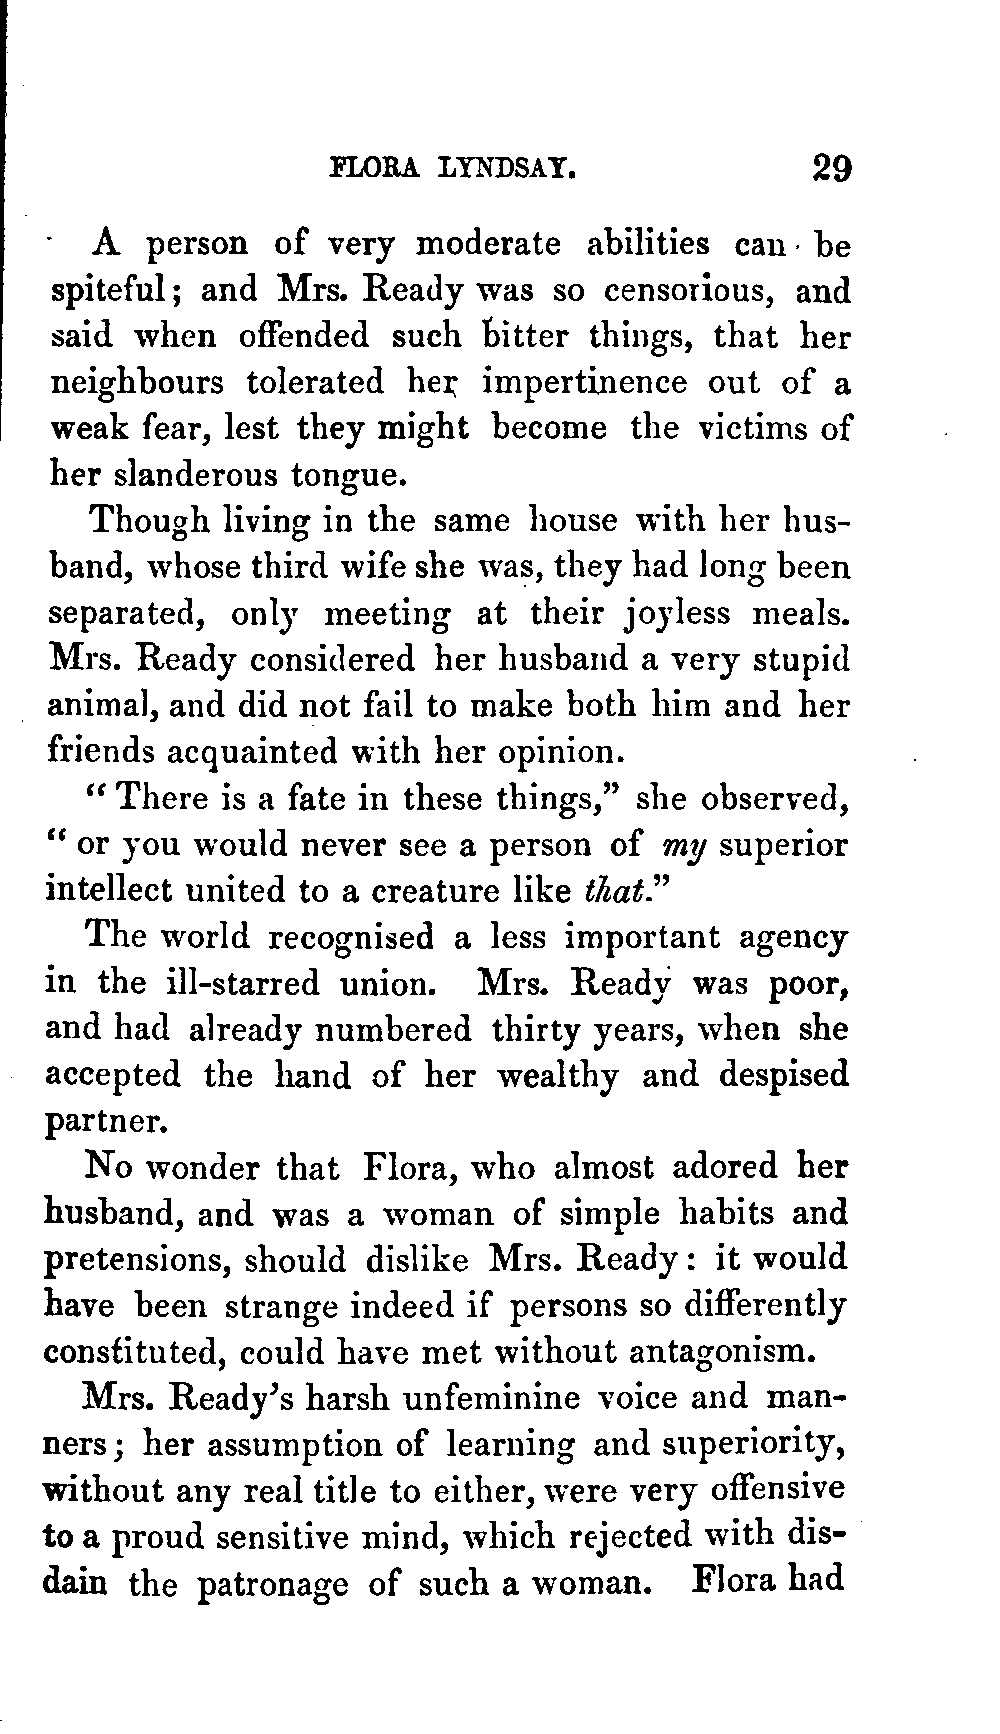 FLORA LYNDSAY. 29
A person of very moderate abilities can be
spiteful; and Mrs. Ready was so censorious, and
said when offended such bitter things, that her
neighbours tolerated her impertinence out of a
weak fear, lest they might become the victims of
her slanderous tongue.
Though living in the same house with her hus-
band, whose third wife she was, they had long been
separated, only meeting at their joyless meals.
Mrs. Ready considered her husband a very stupid
animal, and did not fail to make both him and her
friends acquainted with her opinion.
“There is a fate in these things,” she observed,
“or you would never see a person of my superior
intellect united to a creature like that.”
The world recognised a less important agency
in the ill-starred union. Mrs. Ready was poor,
and had already numbered thirty years, when she
accepted the hand of her wealthy and despised
partner.
No wonder that Flora, who almost adored her
husband, and was a woman of simple habits and
pretensions, should dislike Mrs. Ready: it would
have been strange indeed if persons so differently
constituted, could have met without antagonism.
Mrs. Ready’s harsh unfeminine voice and man-
ners; her assumption of learning and superiority,
without any real title to either, were very offensive
to a proud sensitive mind, which rejected with dis-
dain the patronage of such a woman. Flora had